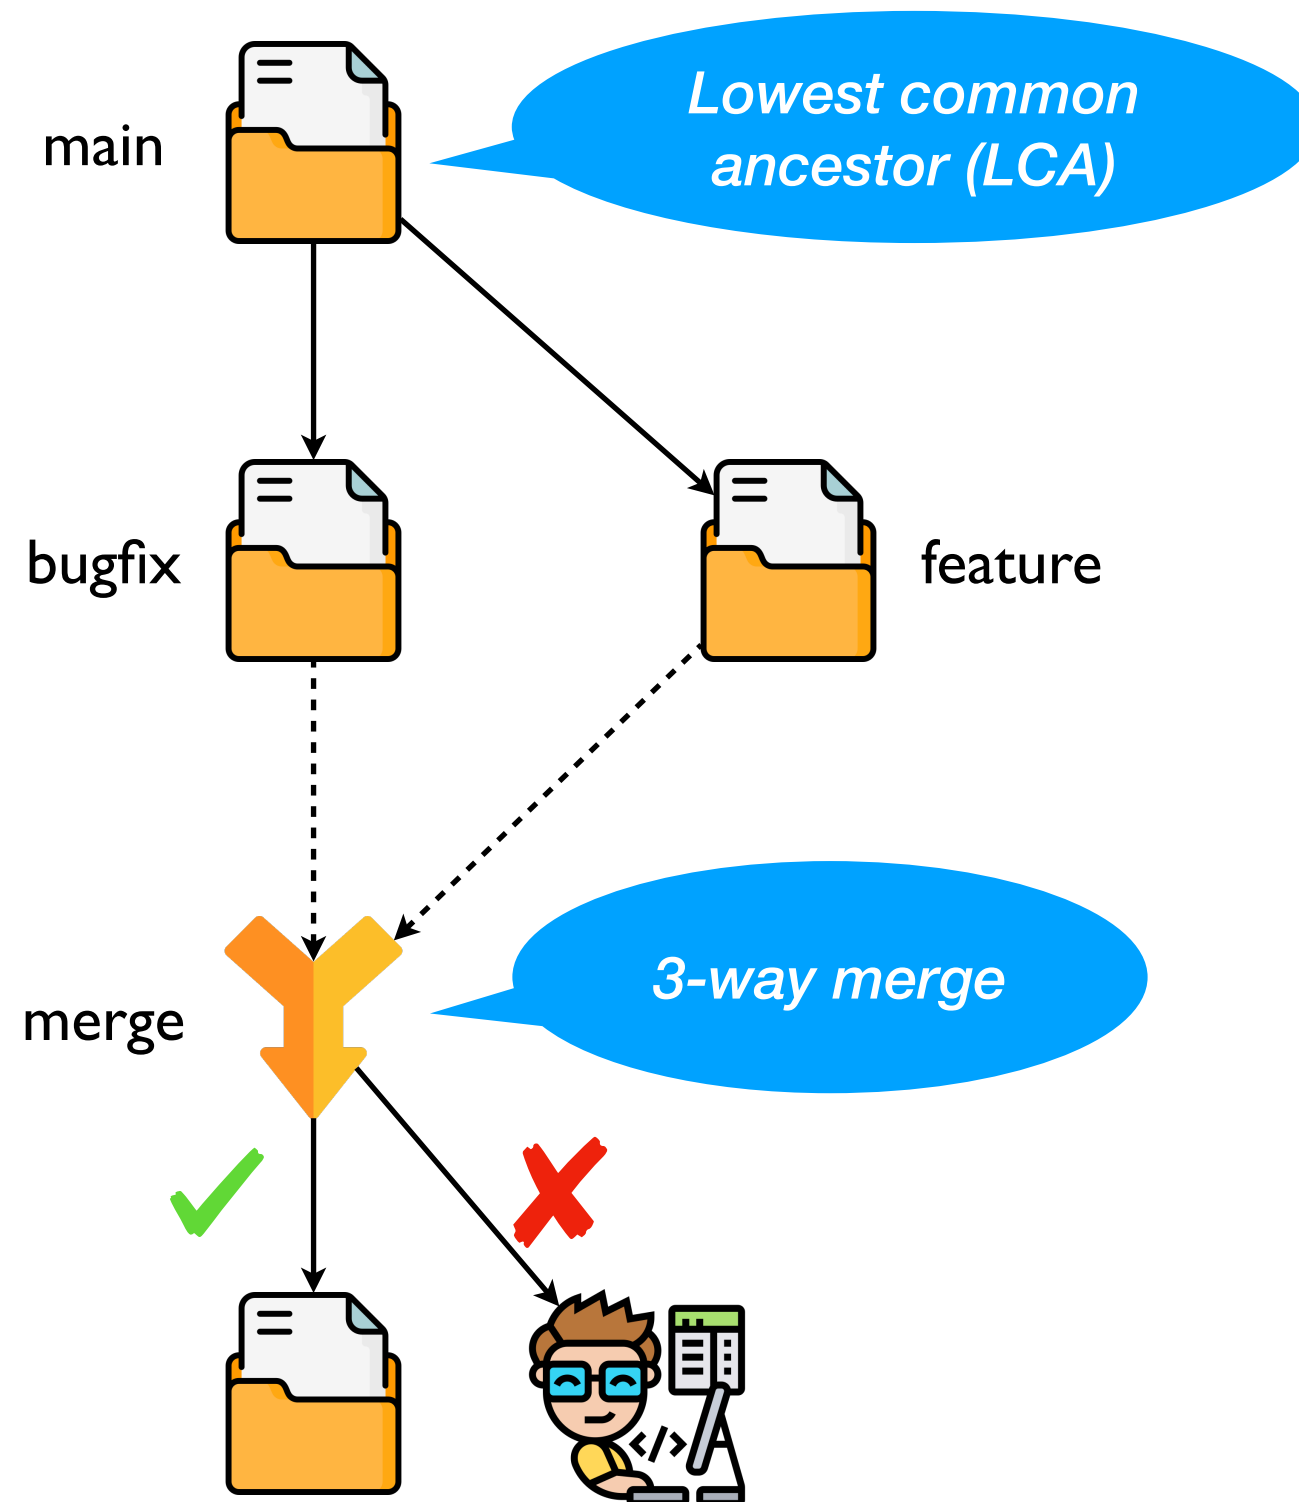 main
Lowest common
ancestor (LCA)
bugfix
feature
merge
3-way merge
</>